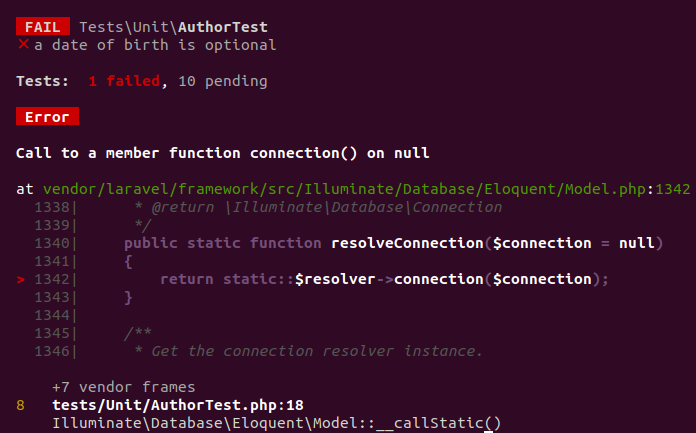 FAIL Tests\Unit\AuthorTest
✕ a date of birth is optional
Tests: 1 failed, 10 pending
Error
Call to a member function connection() on null
at vendor/laravel/framework/src/Illuminate/Database/Eloquent/Model.php:1342
1338| * @return \Illuminate\Database\Connection
1339| */
1340| public static function resolveConnection($connection = null)
1341| {
> 1342| return static::$resolver->connection($connection);
1343| }
1344|
1345| /**
1346| * Get the connection resolver instance.
+7 vendor frames
8 tests/Unit/AuthorTest.php:18
Illuminate\Database\Eloquent\Model::__callStatic()